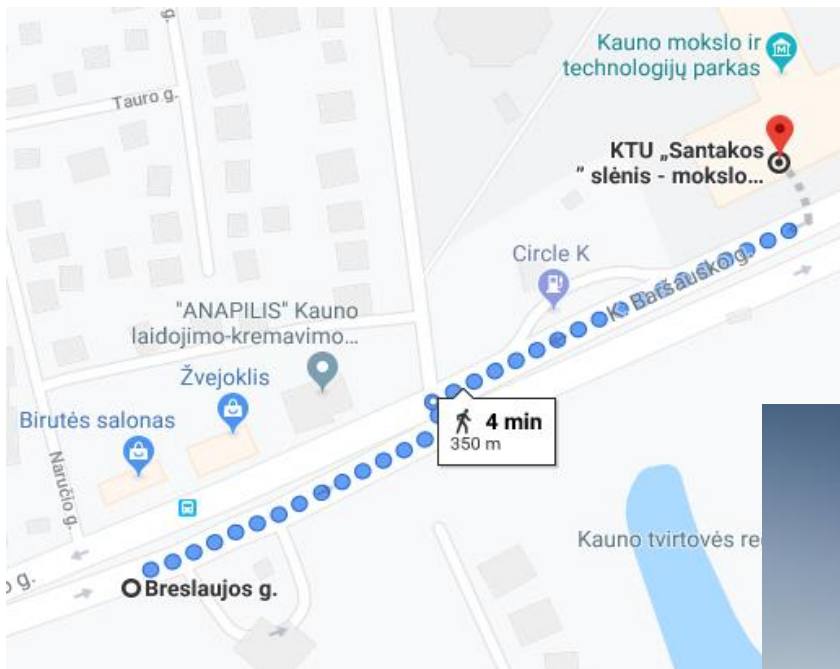 g.
Tauro g.
Kauno mokslo ir
technologijų parkas
KTU „Santakos
” slėnis - mokslo...
Circle K
K. Baršausko g.
"ANAPILIS" Kauno
laidojimo-kremavimo...
Žvejoklis
Birutės salonas
4 min
350 m
Naručio g.
Kauno tvirtovės re
o g.
Breslaujos g.